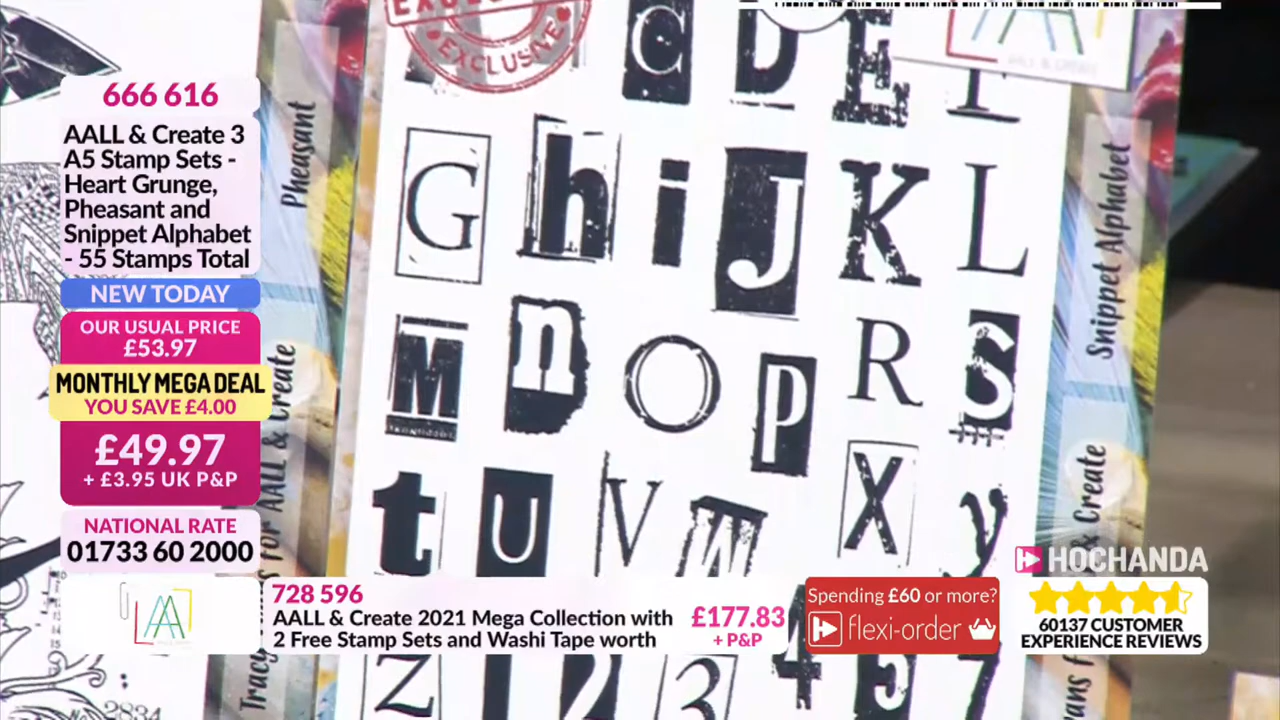 666 616
AALL & Create 3
A5 Stamp Sets -
Heart Grunge,
Pheasant and
Snippet Alphabet
- 55 Stamps Total
NEW TODAY
OUR USUAL PRICE
£53.97
MONTHLY MEGA DEAL
YOU SAVE £4.00
£49.97
+ £3.95 UK P&P
NATIONAL RATE
01733 60 2000
Pheasant
for AALL & Create
Tracy
EXCLUSIVE
C D E
G h i J K L
M n O P R S
t u V W X y
Z 1 2 3 4 5 7
Snippet Alphabet
& Create
2834
HOCHANDA
60137 CUSTOMER
EXPERIENCE REVIEWS
AA
728 596
AALL & Create 2021 Mega Collection with
2 Free Stamp Sets and Washi Tape worth
£177.83
+ P&P
Spending £60 or more?
flexi-order